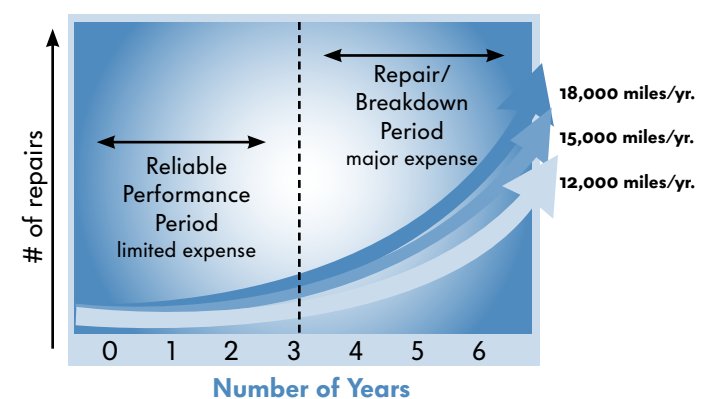 # of repairs
Reliable
Performance
Period
limited expense
Repair/
Breakdown
Period
major expense
18,000 miles/yr.
15,000 miles/yr.
12,000 miles/yr.
0 1 2 3 4 5 6
Number of Years